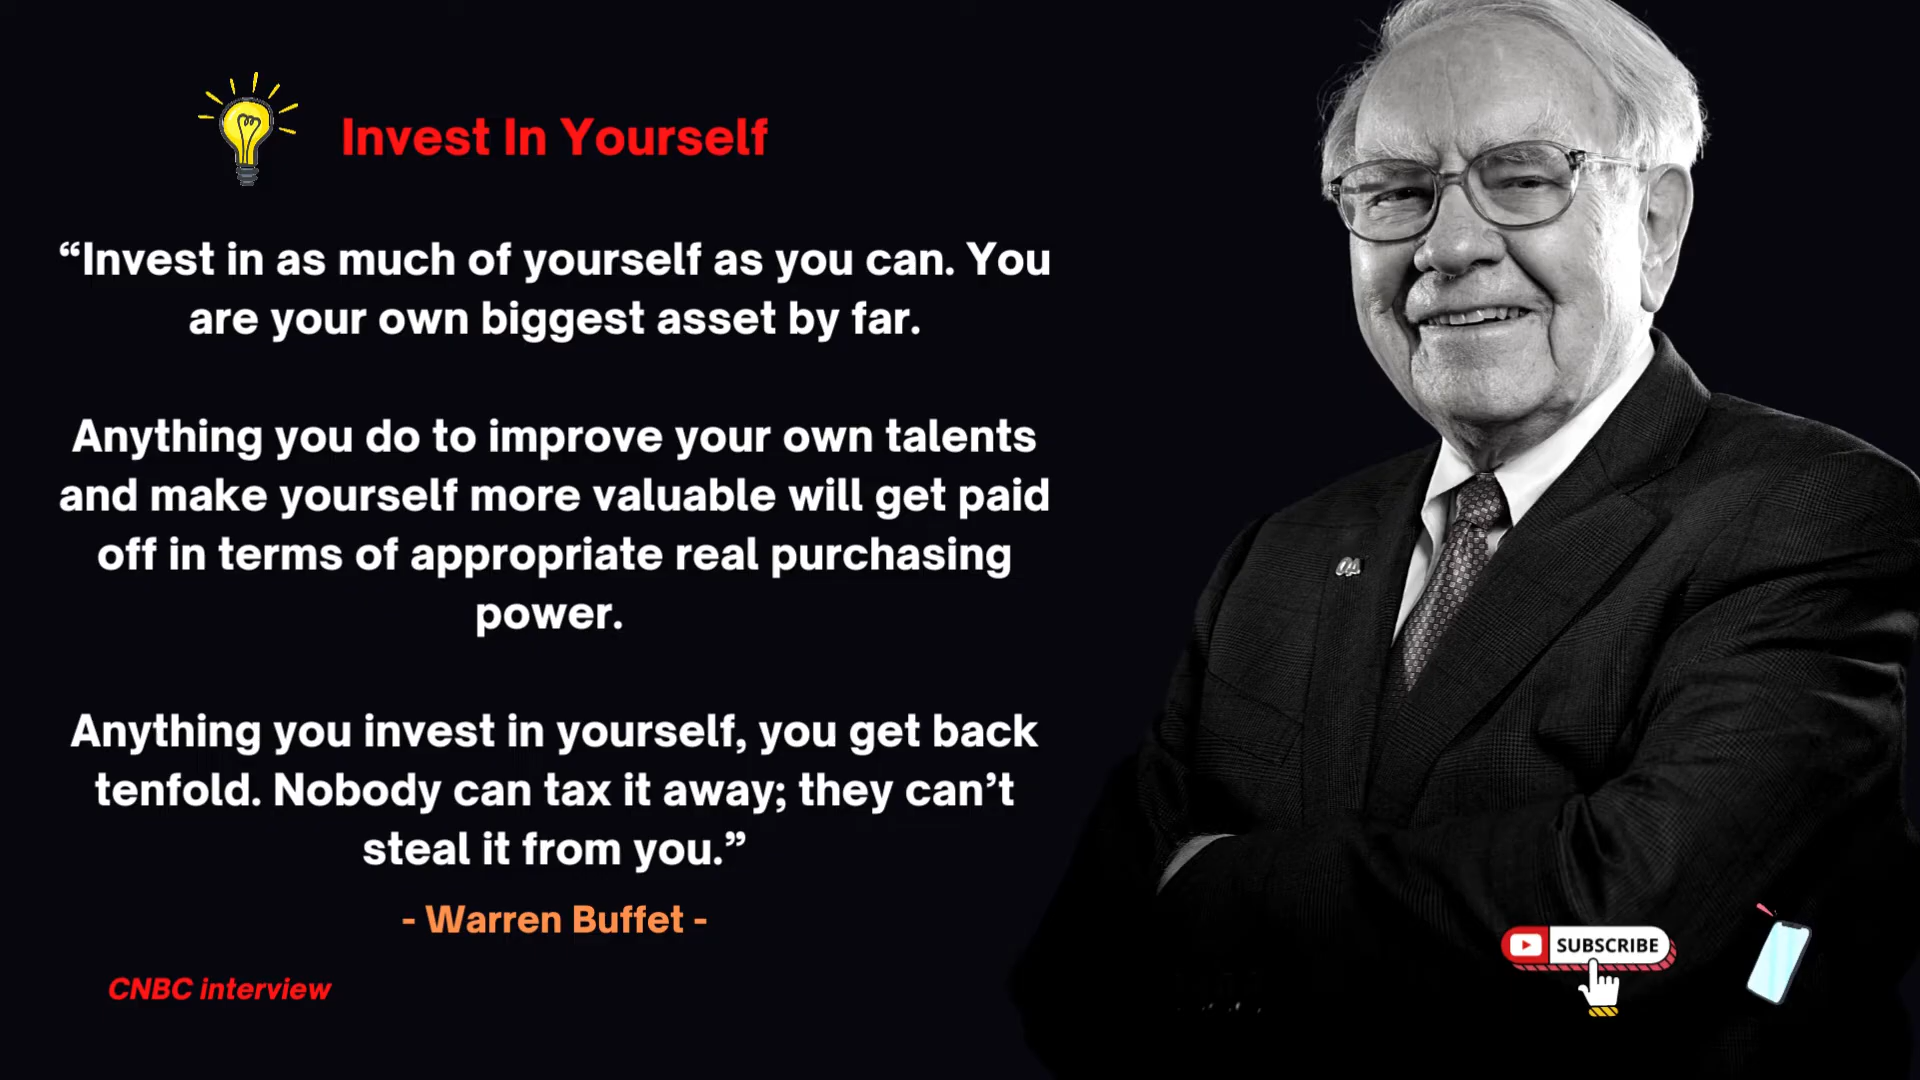 Invest In Yourself
“Invest in as much of yourself as you can. You
are your own biggest asset by far.
Anything you do to improve your own talents
and make yourself more valuable will get paid
off in terms of appropriate real purchasing
power.
Anything you invest in yourself, you get back
tenfold. Nobody can tax it away; they can’t
steal it from you.”
- Warren Buffet -
CNBC interview
SUBSCRIBE